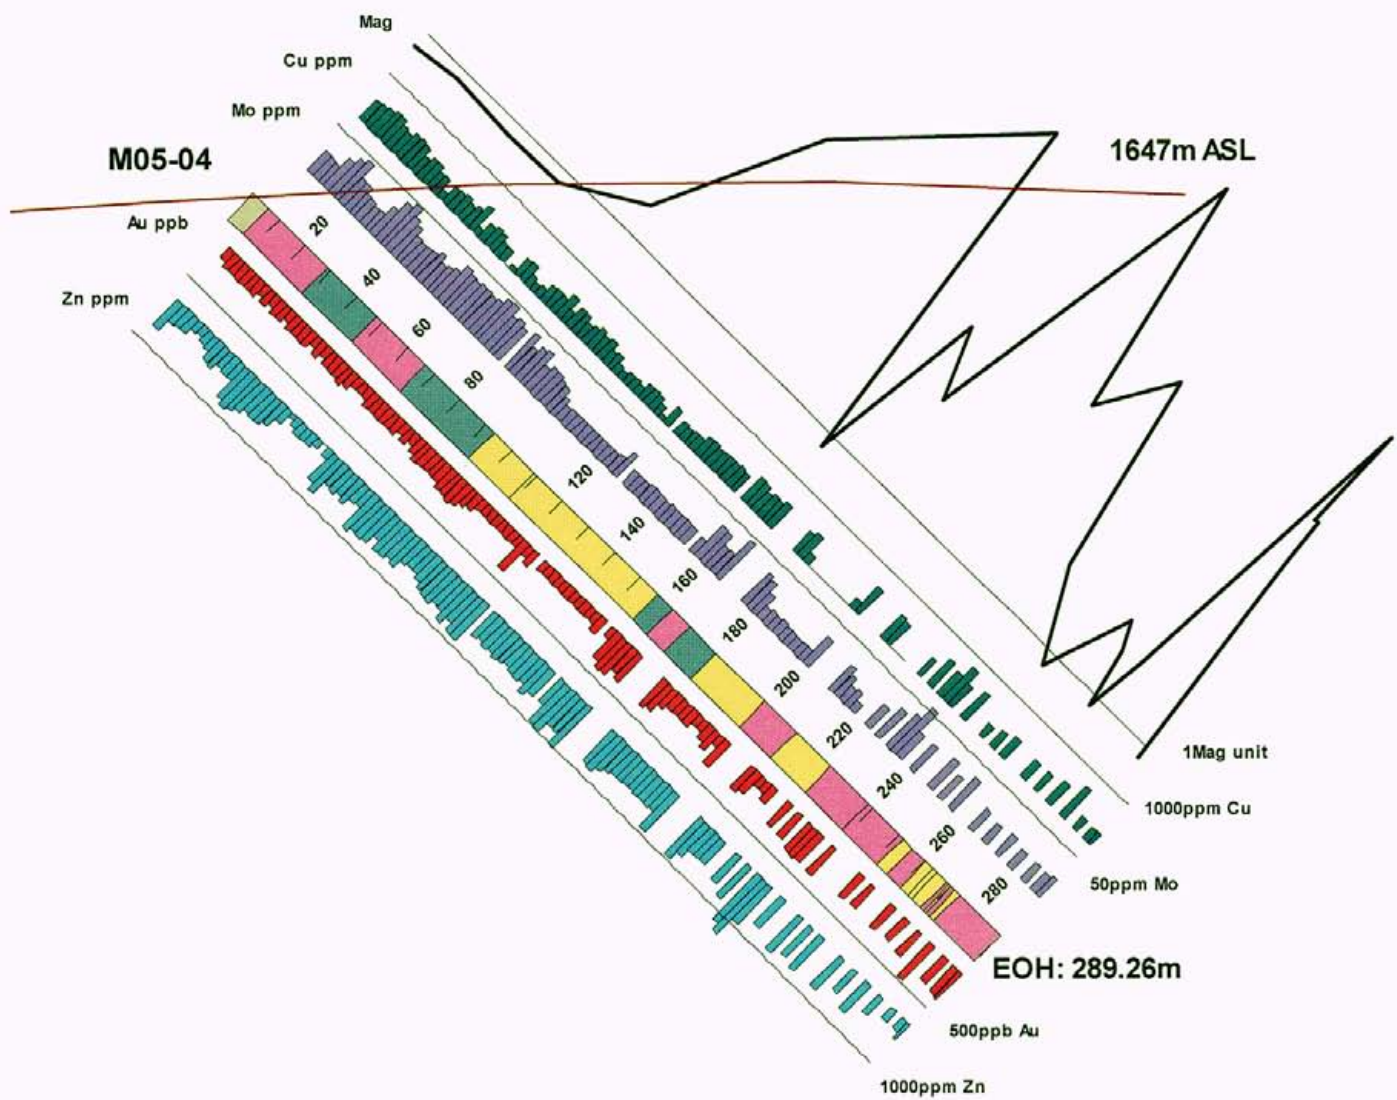 Mag
Cu ppm
Mo ppm
M05-04
1647m ASL
Au ppb
Zn ppm
20
40
60
80
120
140
160
180
200
220
240
260
280
1Mag unit
1000ppm Cu
50ppm Mo
EOH: 289.26m
500ppb Au
1000ppm Zn